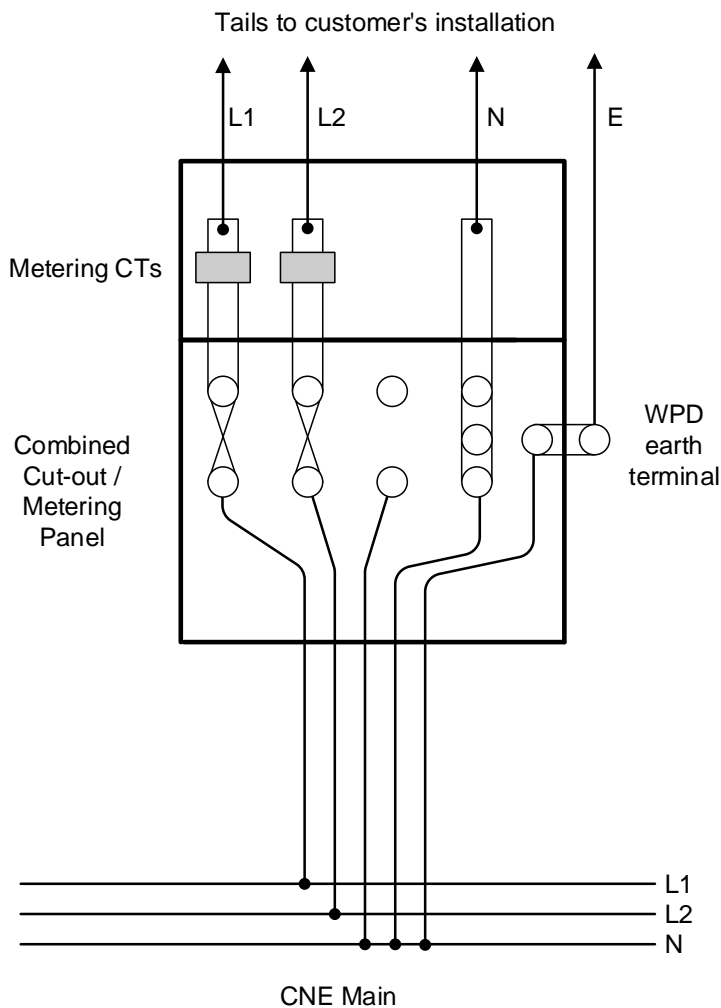 Tails to customer's installation
L1
L2
N
E
Metering CTs
Combined
Cut-out /
Metering
Panel
WPD
earth
terminal
L1
L2
N
CNE Main